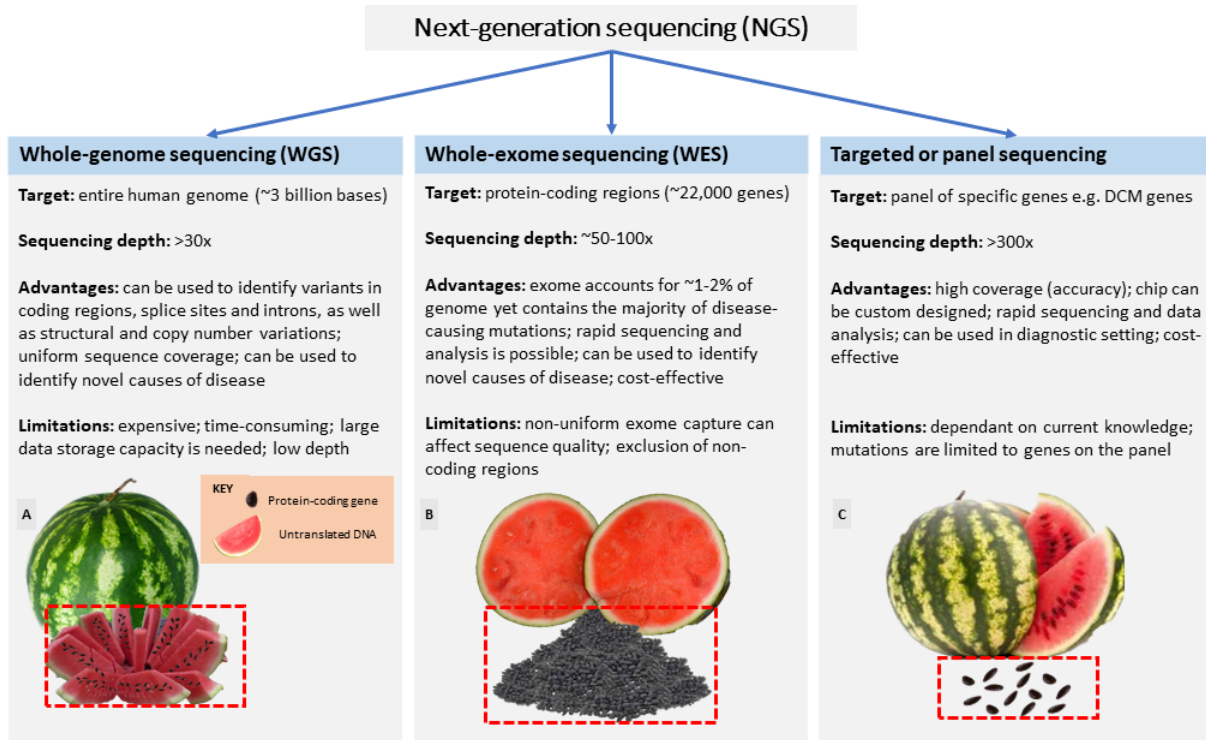 Next-generation sequencing (NGS)
Whole-genome sequencing (WGS)
Target: entire human genome (~3 billion bases)
Sequencing depth: >30x
Advantages: can be used to identify variants in
coding regions, splice sites and introns, as well
as structural and copy number variations;
uniform sequence coverage; can be used to
identify novel causes of disease
Limitations: expensive; time-consuming; large
data storage capacity is needed; low depth
A
KEY
Protein-coding gene
Untranslated DNA
Whole-exome sequencing (WES)
Target: protein-coding regions (~22,000 genes)
Sequencing depth: ~50-100x
Advantages: exome accounts for ~1-2% of
genome yet contains the majority of disease-
causing mutations; rapid sequencing and
analysis is possible; can be used to identify
novel causes of disease; cost-effective
Limitations: non-uniform exome capture can
affect sequence quality; exclusion of non-
coding regions
B
Targeted or panel sequencing
Target: panel of specific genes e.g. DCM genes
Sequencing depth: >300x
Advantages: high coverage (accuracy); chip can
be custom designed; rapid sequencing and data
analysis; can be used in diagnostic setting; cost-
effective
Limitations: dependant on current knowledge;
mutations are limited to genes on the panel
C